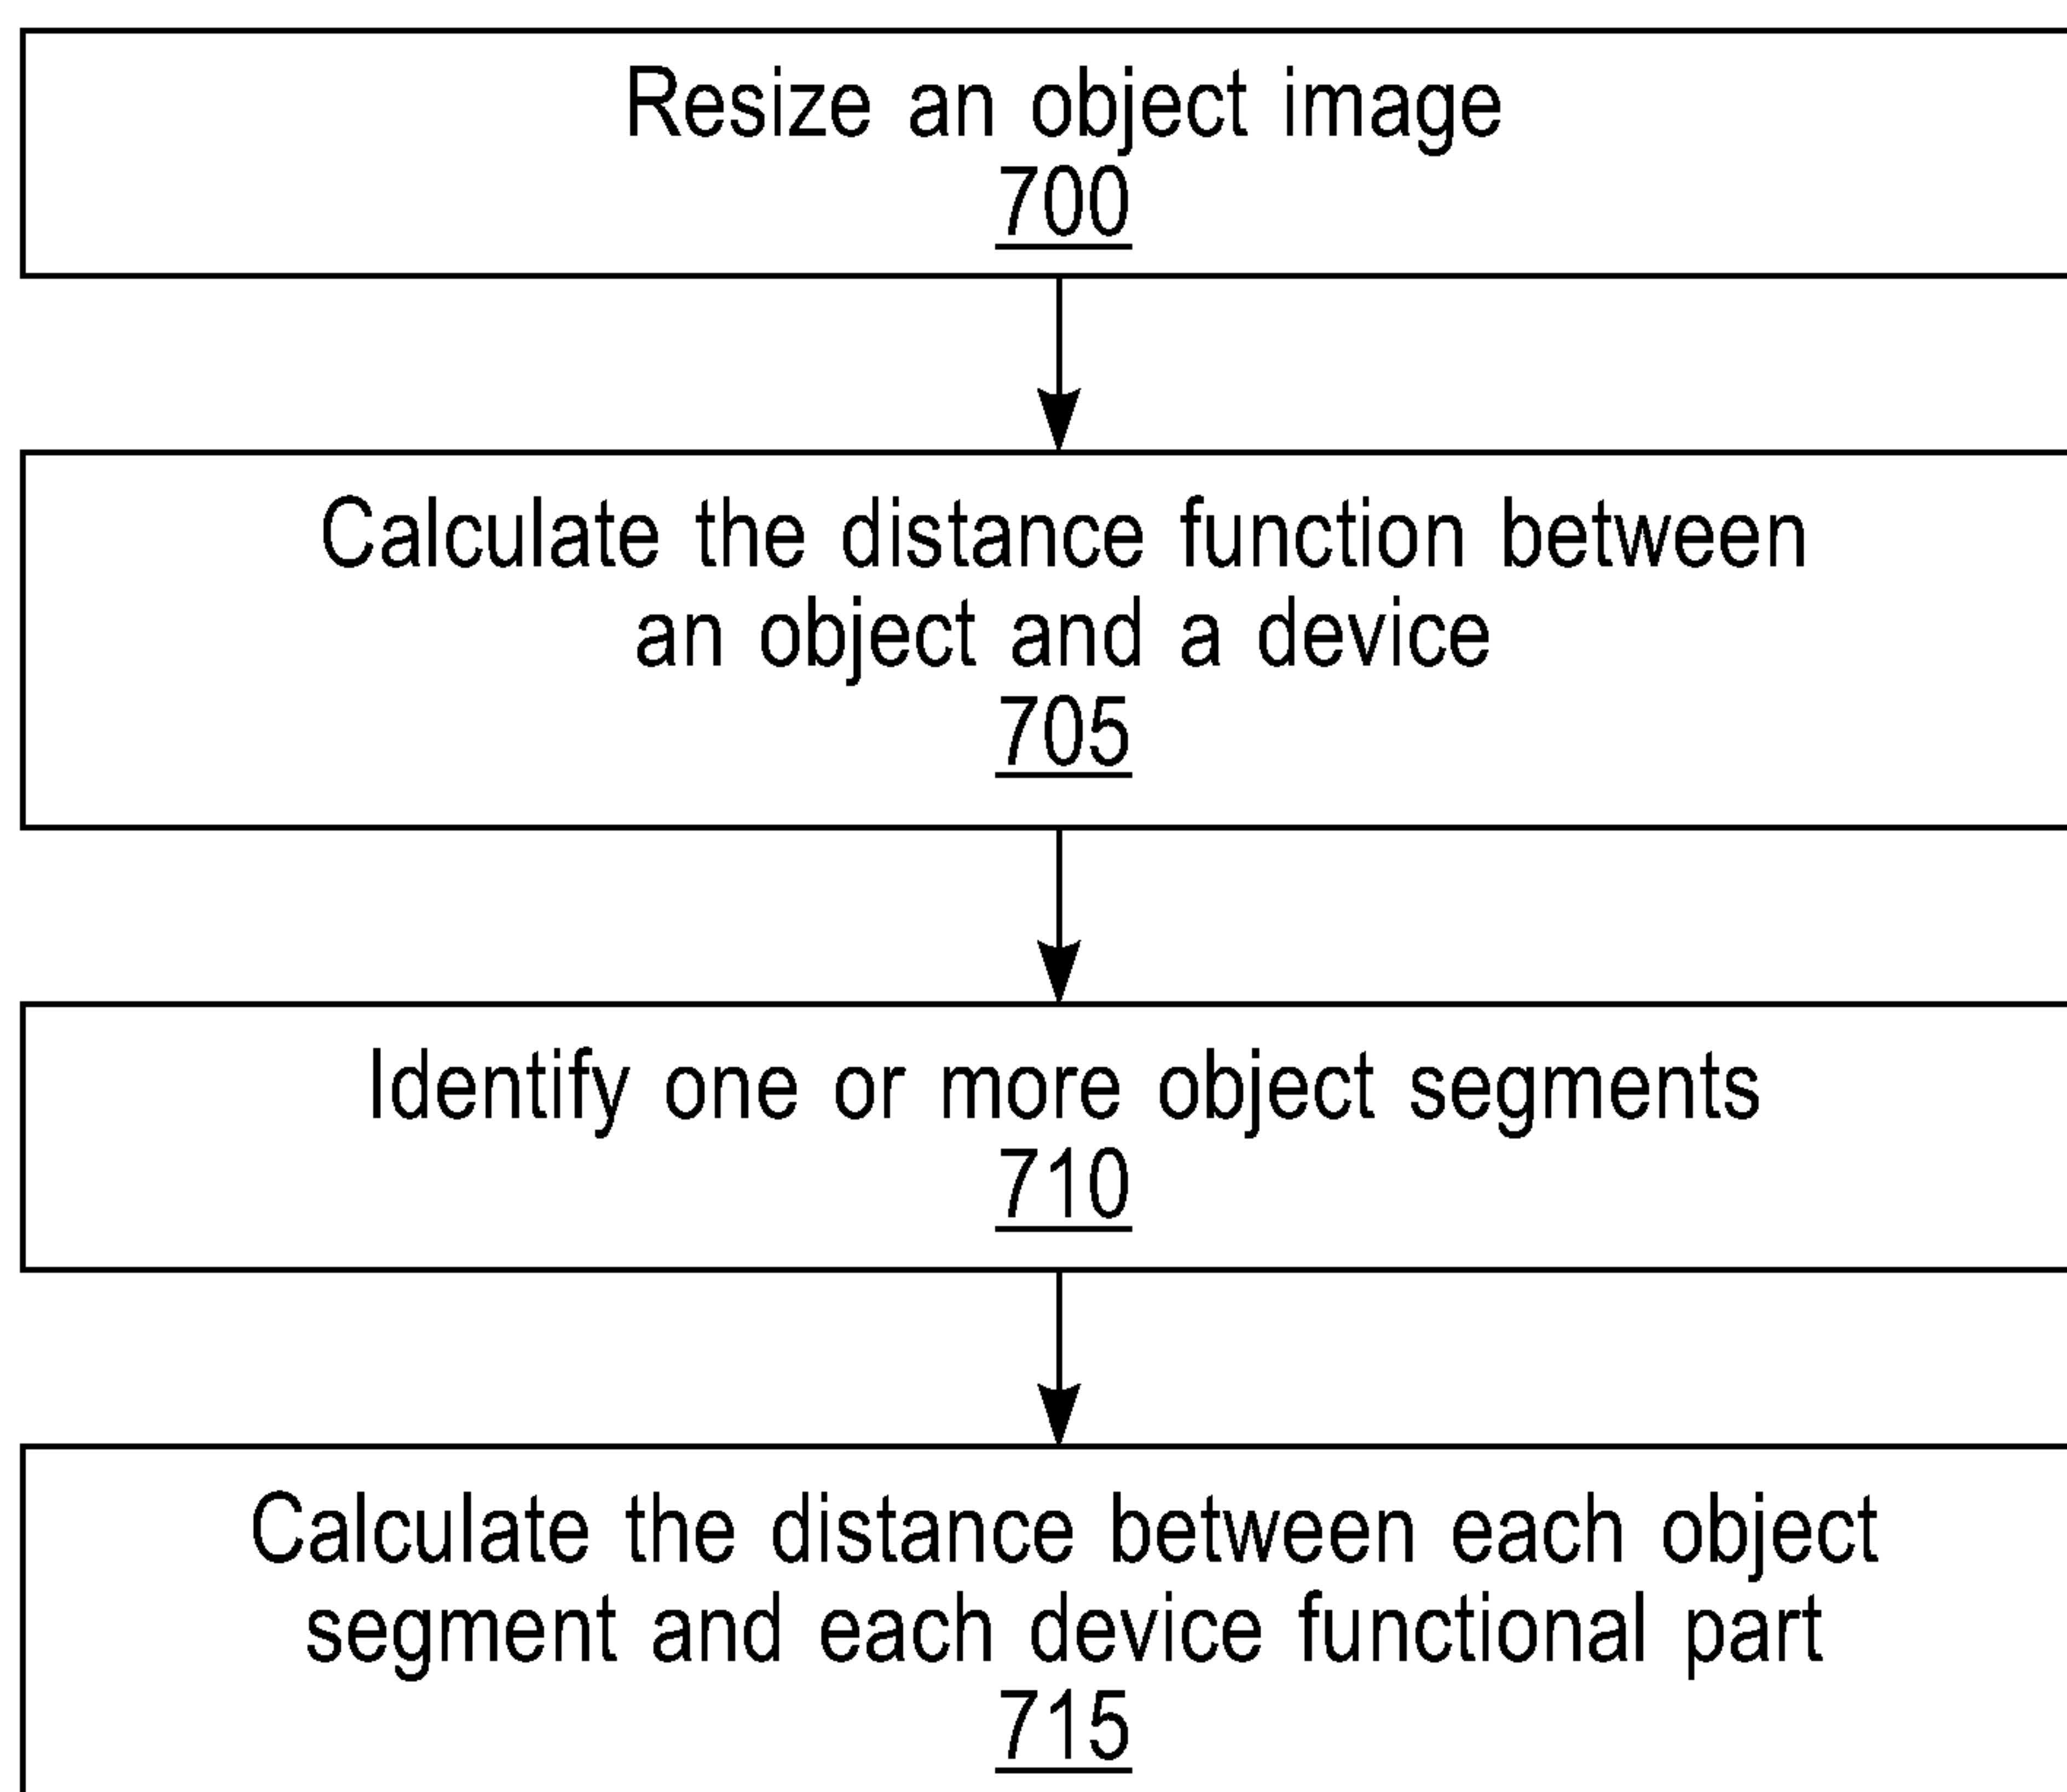 Resize an object image
700
Calculate the distance function between
an object and a device
705
Identify one or more object segments
710
Calculate the distance between each object
segment and each device functional part
715